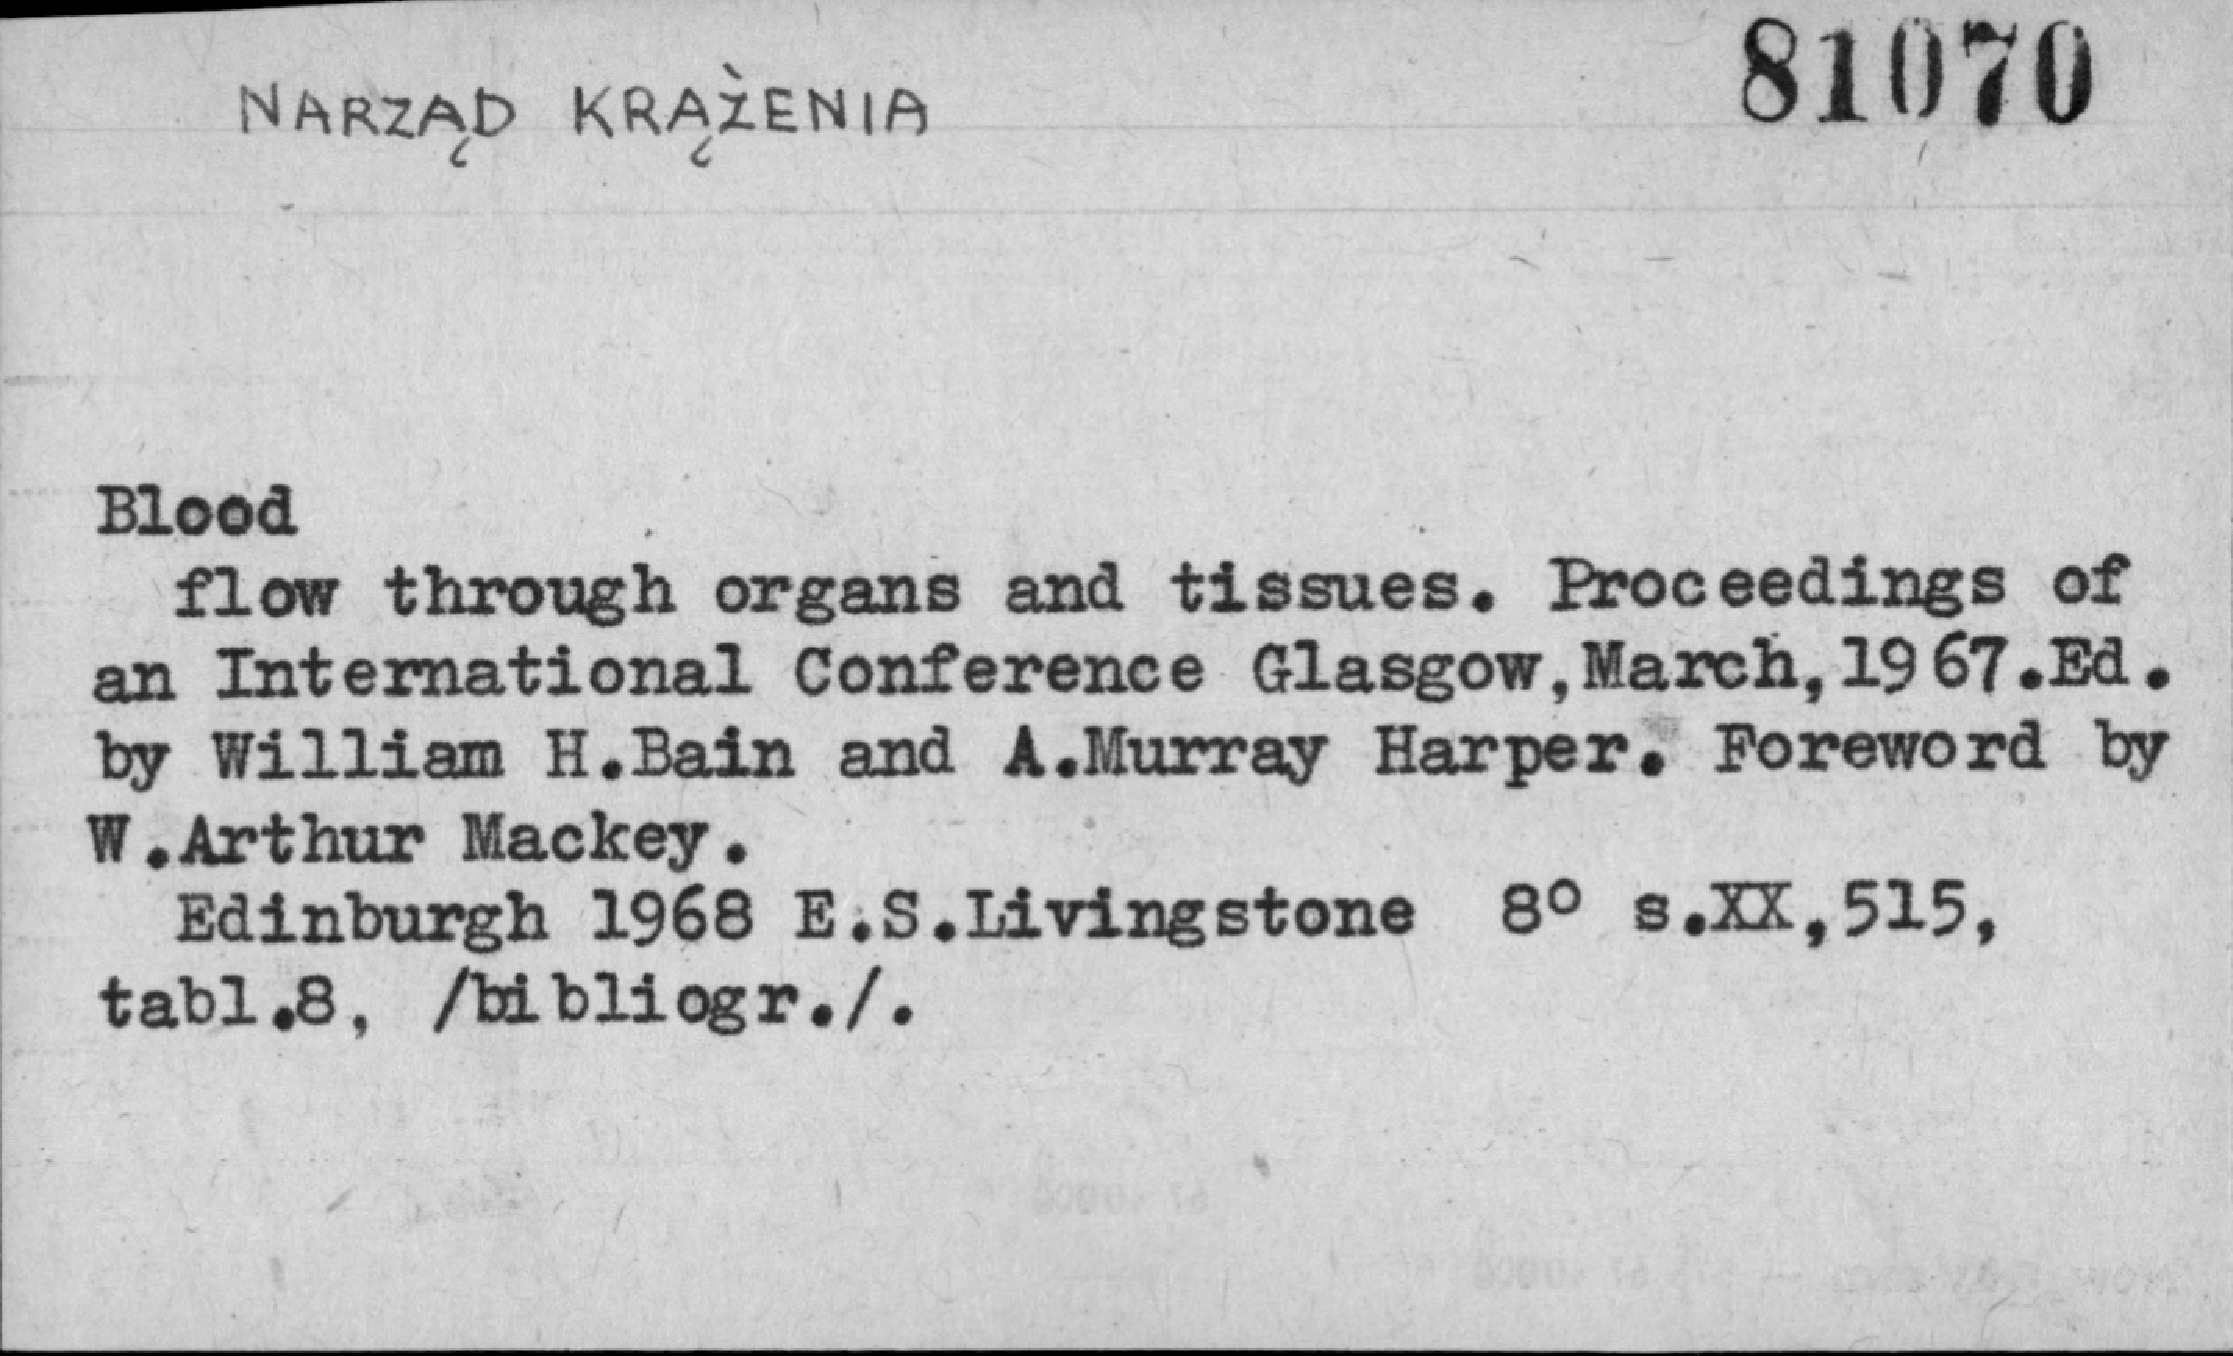 81070
NARZĄD KRĄŻENIA
Blood
flow through organs and tissues. Proceedings of
an International Conference Glasgow,March,1967.Ed.
by William H.Bain and A.Murray Harper. Foreword by
W.Arthur Mackey.
Edinburgh 1968 E.S.Livingstone 8° s.XX,515,
tabl.8, /bibliogr./.